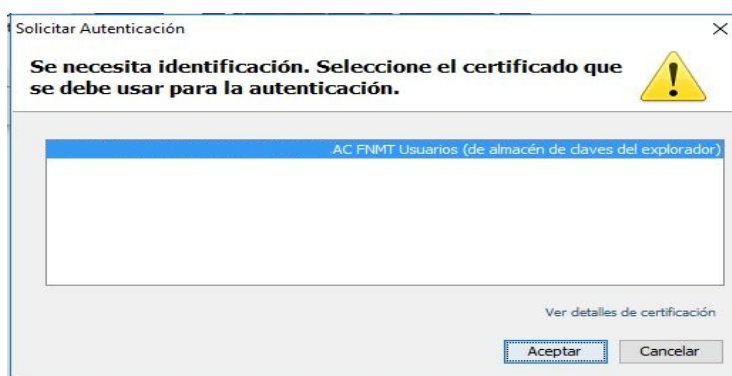 Solicitar Autenticación
Se necesita identificación. Seleccione el certificado que
se debe usar para la autenticación.
:AC FNMT Usuarios (de almacén de claves del explorador)
Ver detalles de certificación
Aceptar
Cancelar